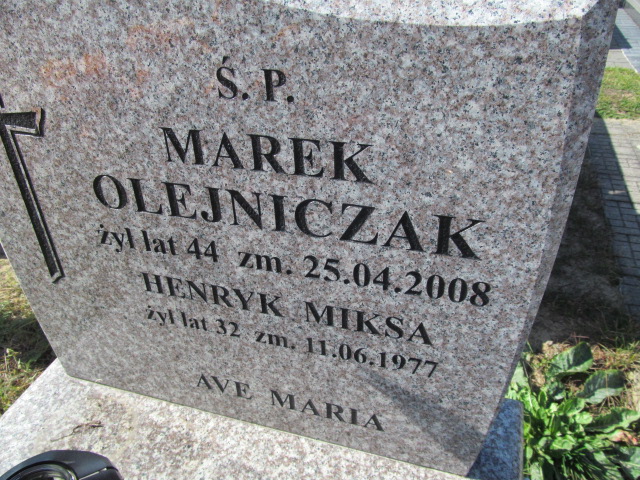 Ś. P.
MAREK
OLEJNICZAK
żył lat 44 zm. 25.04.2008
HENRYK MIKSA
żył lat 32 zm. 11.06.1977
AVE MARIA